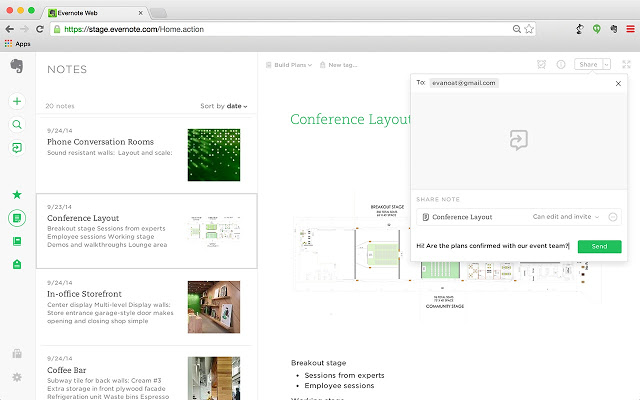 Evernote Web
https://stage.evernote.com/Home.action
Apps
NOTES
20 notes
Sort by date
9/24/14
Phone Conversation Rooms
Sound resistant walls: Layout and scale:
9/23/14
Conference Layout
Breakout stage Sessions from experts
Employee sessions Working stage
Demos and walkthroughs Lounge area
9/24/14
In-office Storefront
Center display Multi-level Display walls:
Store entrance garage-style door makes
opening and closing shop simple
9/24/14
Coffee Bar
Subway tile for back walls: Cream #3
Extra storage in front plywood facade
Refrigeration unit Waste bins Espresso
Build Plans
New tag...
Share
Conference Layout
BREAKOUT STAGE
COMMUNITY STAGE
Breakout stage
Sessions from experts
Employee sessions
Working stage
To: evanoat@gmail.com
SHARE NOTE
Conference Layout
Can edit and invite
Hi! Are the plans confirmed with our event team?
Send